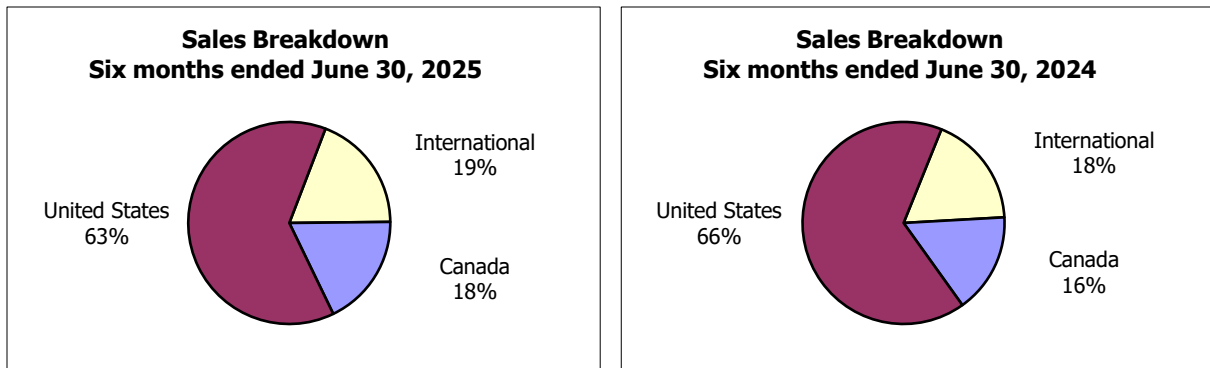 Sales Breakdown
Six months ended June 30, 2025
International
19%
United States
63%
Canada
18%
Sales Breakdown
Six months ended June 30, 2024
International
18%
United States
66%
Canada
16%